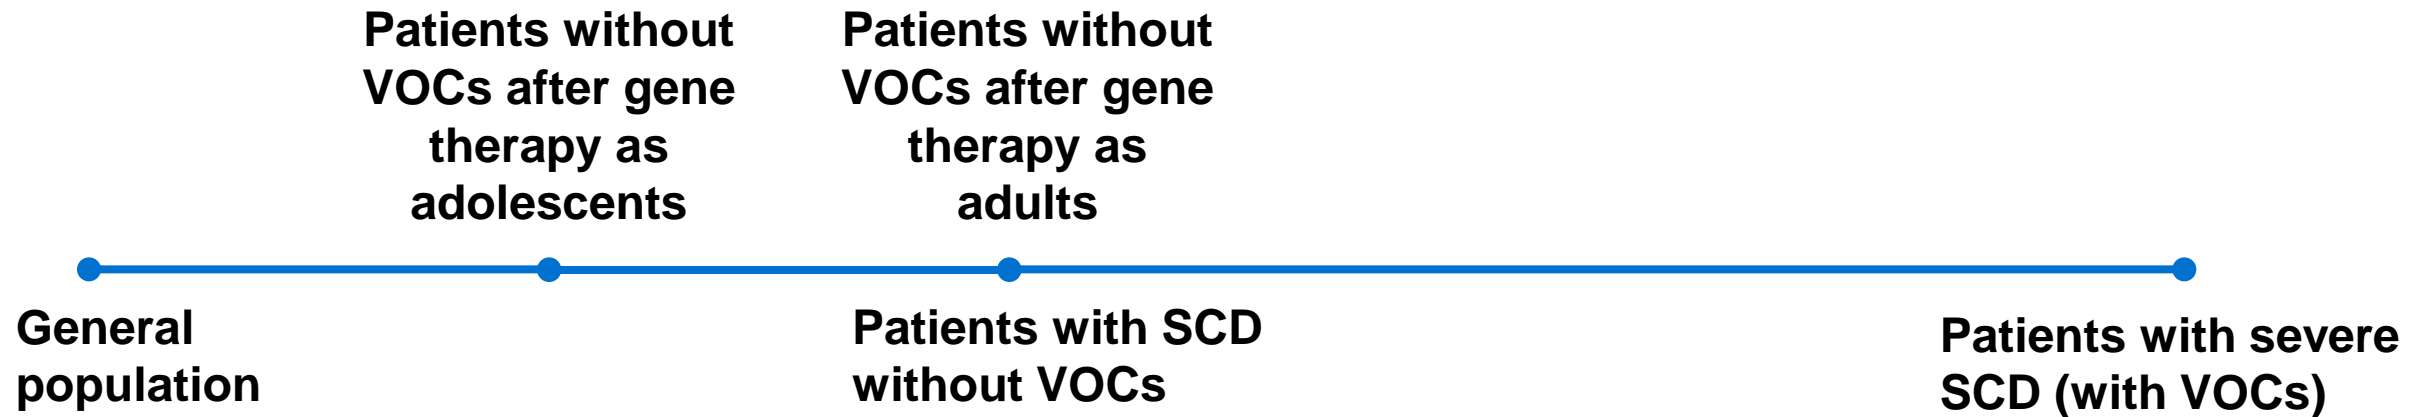 Patients without
VOCs after gene
therapy as
adolescents
Patients without
VOCs after gene
therapy as
adults
General
population
Patients with SCD
without VOCs
Patients with severe
SCD (with VOCs)